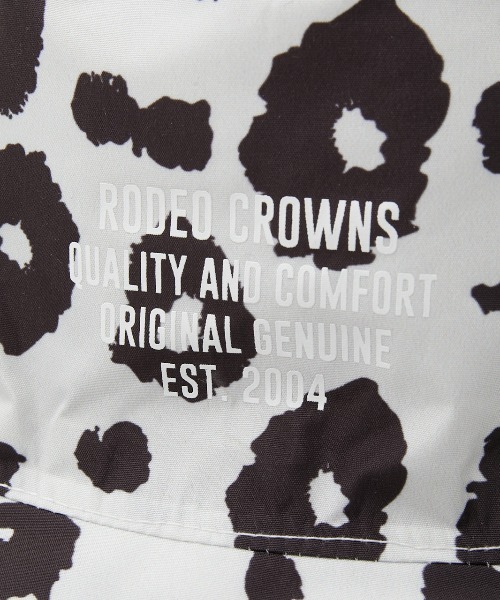 RODEO CROWNS
QUALITY AND COMFORT
ORIGINAL GENUINE
EST. 2004